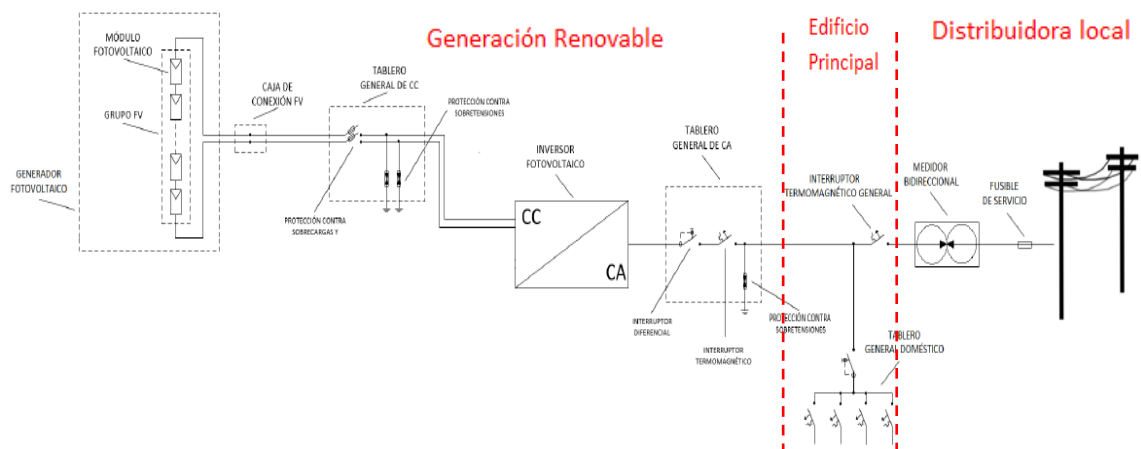 Generación Renovable
Edificio
Principal
Distribuidora local
MÓDULO
FOTOVOLTAICO
GRUPO FV
GENERADOR
FOTOVOLTAICO
CAJA DE
CONEXIÓN FV
TABLERO
GENERAL DE CC
PROTECCIÓN CONTRA
SOBRETENSIONES
PROTECCIÓN CONTRA
SOBRECARGAS Y
INVERSOR
FOTOVOLTAICO
CC
CA
TABLERO
GENERAL DE CA
INTERRUPTOR
DIFERENCIAL
INTERRUPTOR
TERMOMAGNÉTICO
PROTECCIÓN CONTRA
SOBRETENSIONES
INTERRUPTOR
TERMOMAGNÉTICO GENERAL
MEDIDOR
BIDIRECCIONAL
FUSIBLE
DE SERVICIO
TABLERO
GENERAL DOMÉSTICO